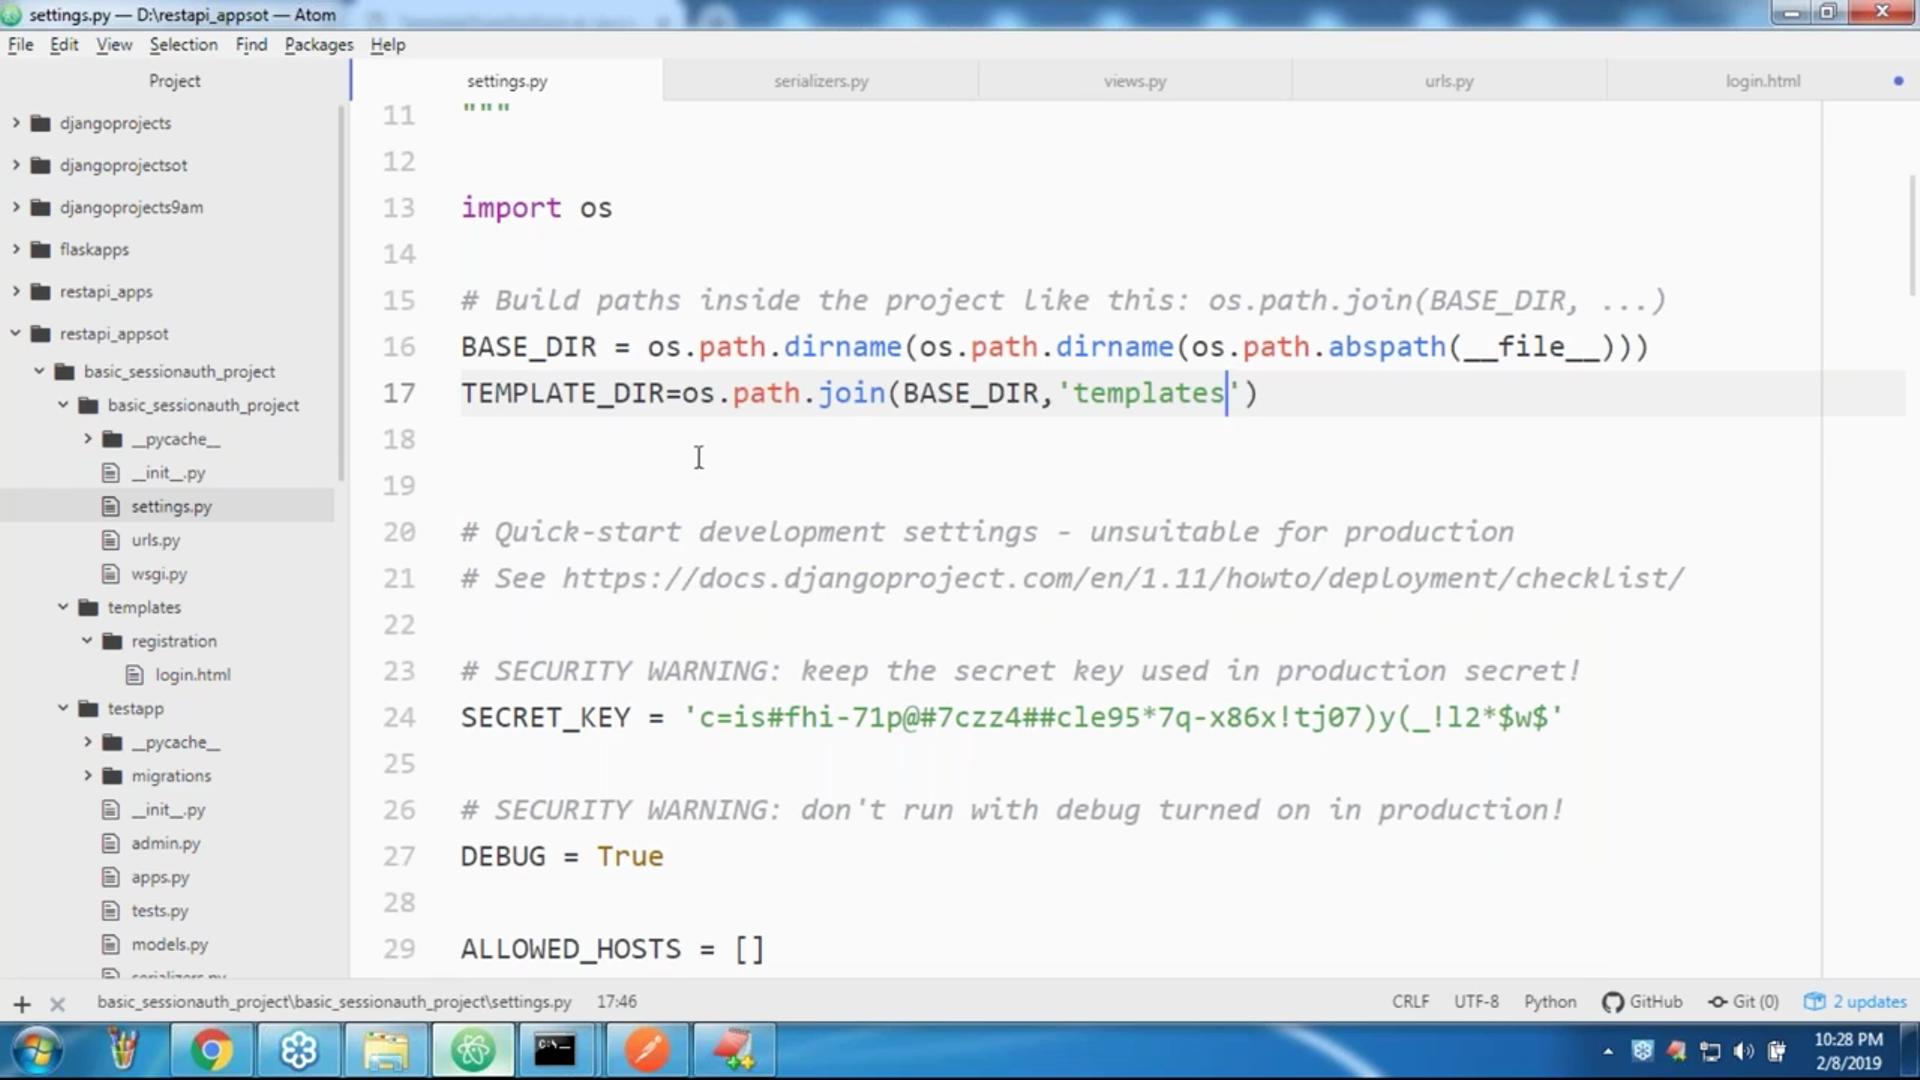 settings.py — D:\restapi_appsot — Atom
File Edit View Selection Find Packages Help
Project
djangoprojects
djangoprojectsot
djangoprojects9am
flaskapps
restapi_apps
restapi_appsot
basic_sessionauth_project
basic_sessionauth_project
__pycache__
__init__.py
settings.py
urls.py
wsgi.py
templates
registration
login.html
testapp
__pycache__
migrations
__init__.py
admin.py
apps.py
tests.py
models.py
serializers.py
settings.py serializers.py views.py urls.py login.html
11 """
12
13 import os
14
15 # Build paths inside the project like this: os.path.join(BASE_DIR, ...)
16 BASE_DIR = os.path.dirname(os.path.dirname(os.path.abspath(__file__)))
17 TEMPLATE_DIR=os.path.join(BASE_DIR,'templates')
18
19
20 # Quick-start development settings - unsuitable for production
21 # See https://docs.djangoproject.com/en/1.11/howto/deployment/checklist/
22
23 # SECURITY WARNING: keep the secret key used in production secret!
24 SECRET_KEY = 'c=is#fhi-71p@#7czz4##cle95*7q-x86x!tj07)y(_!l2*$w$'
25
26 # SECURITY WARNING: don't run with debug turned on in production!
27 DEBUG = True
28
29 ALLOWED_HOSTS = []
basic_sessionauth_project\basic_sessionauth_project\settings.py 17:46 CRLF UTF-8 Python GitHub Git (0) 2 updates
10:28 PM
2/8/2019